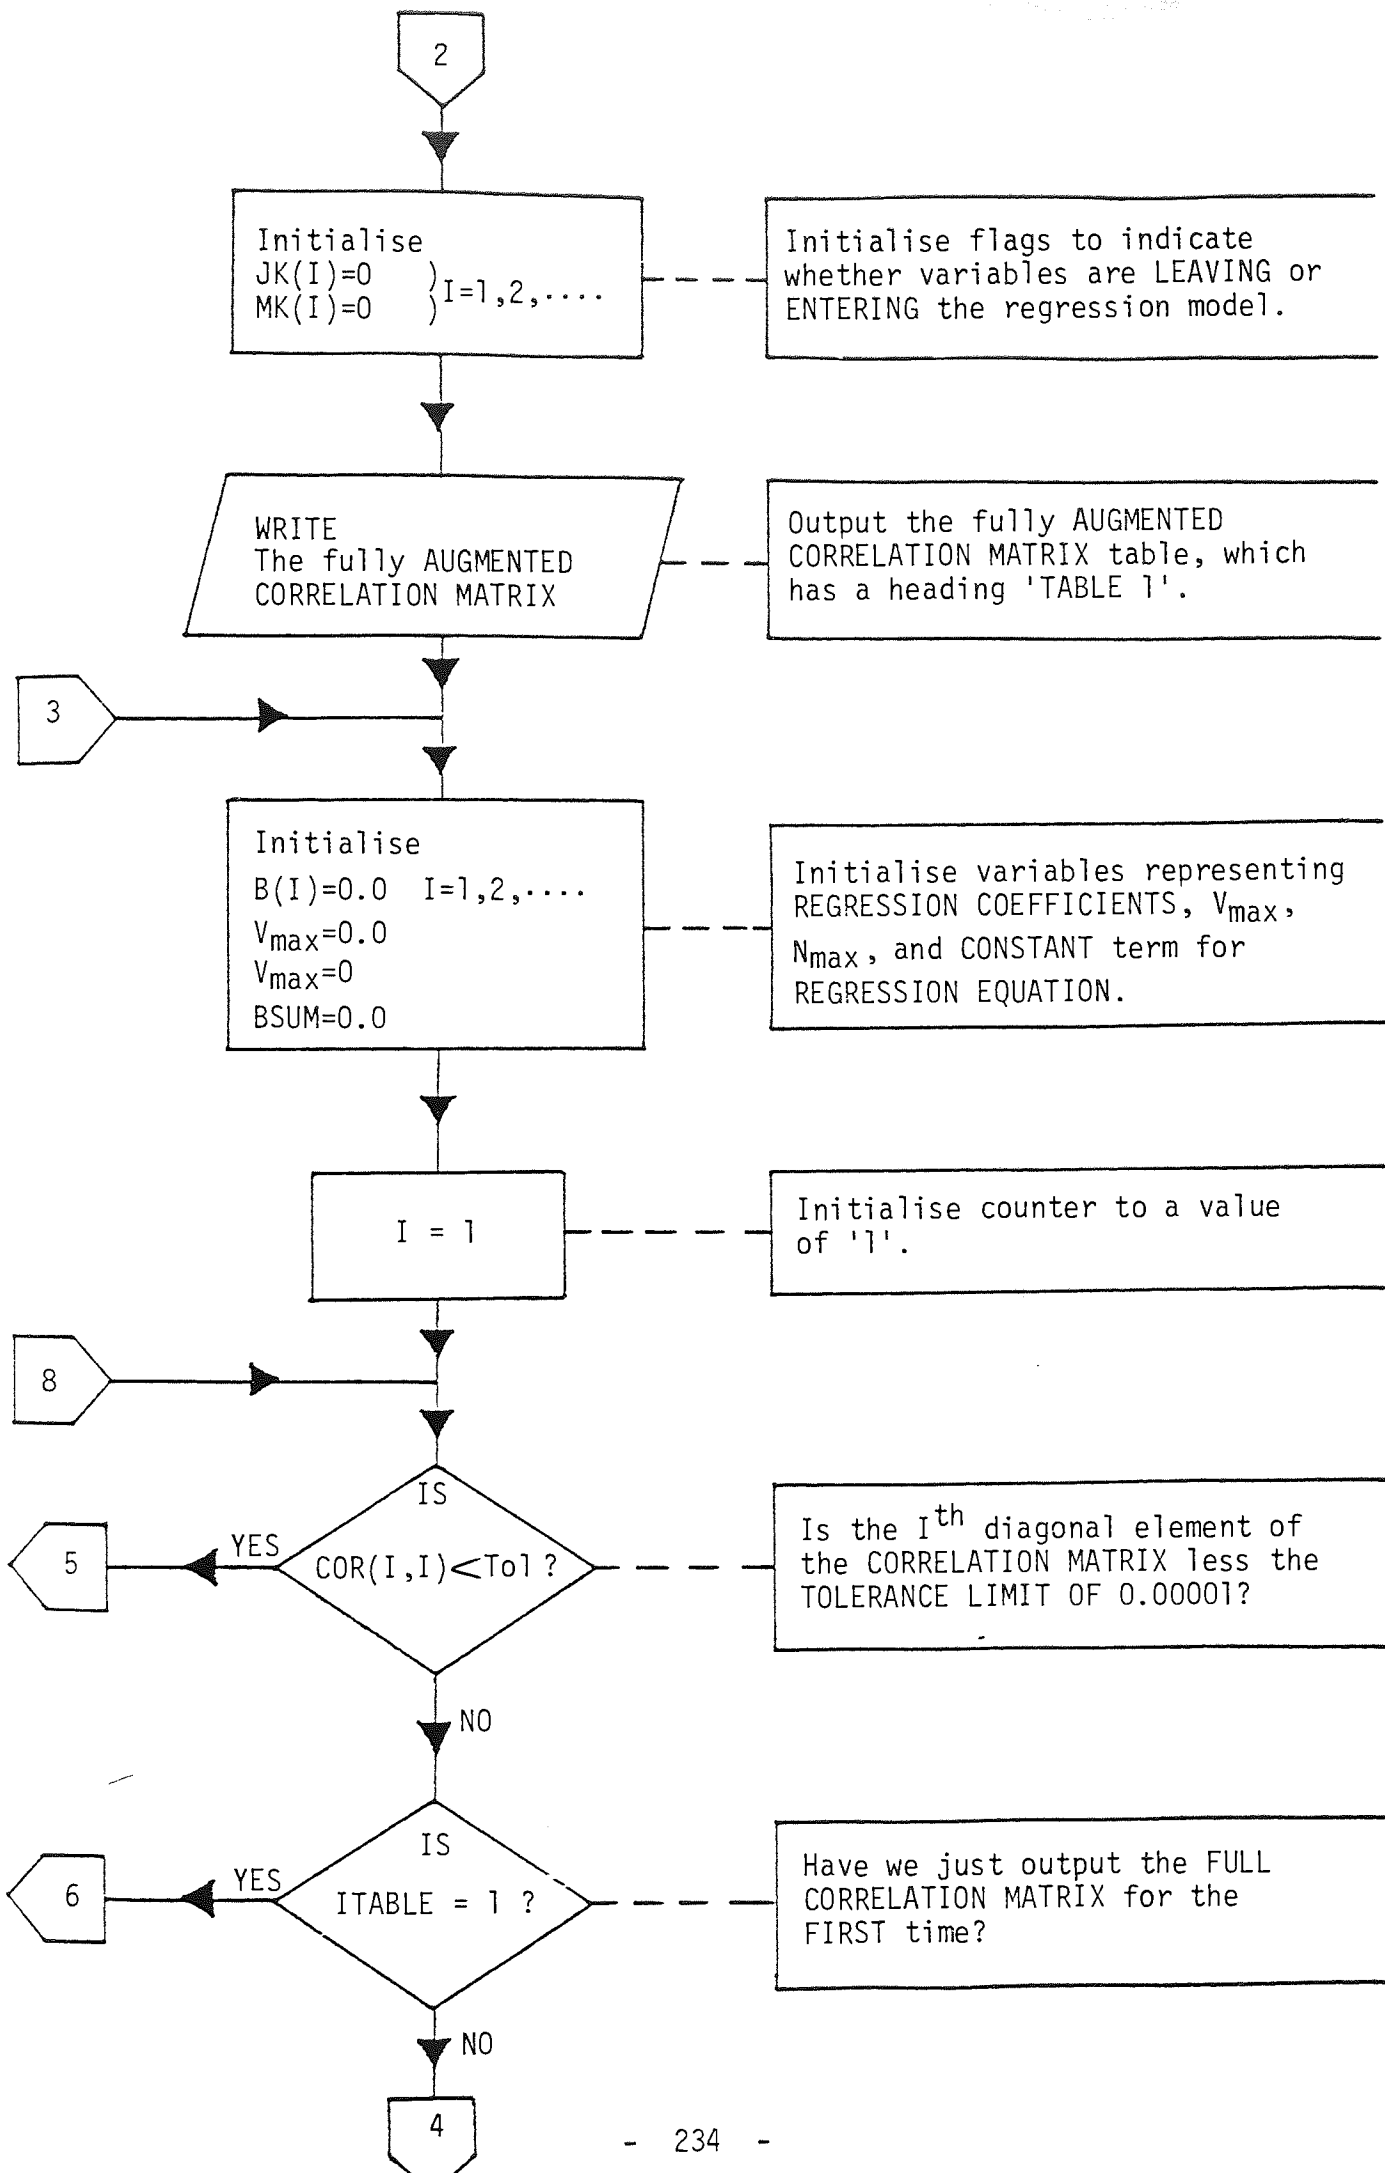 2
Initialise
JK(I)=0 )
MK(I)=0 )
I=1,2,....
Initialise flags to indicate
whether variables are LEAVING or
ENTERING the regression model.
WRITE
The fully AUGMENTED
CORRELATION MATRIX
Output the fully AUGMENTED
CORRELATION MATRIX table, which
has a heading 'TABLE 1'.
3
Initialise
B(I)=0.0 I=1,2,....
Vmax=0.0
Vmax=0
BSUM=0.0
Initialise variables representing
REGRESSION COEFFICIENTS, Vmax,
Nmax, and CONSTANT term for
REGRESSION EQUATION.
I = 1
Initialise counter to a value
of '1'.
8
IS
COR(I,I)<Tol ?
YES
5
Is the Ith diagonal element of
the CORRELATION MATRIX less the
TOLERANCE LIMIT OF 0.00001?
NO
IS
ITABLE = 1 ?
YES
6
Have we just output the FULL
CORRELATION MATRIX for the
FIRST time?
NO
4
- 234 -